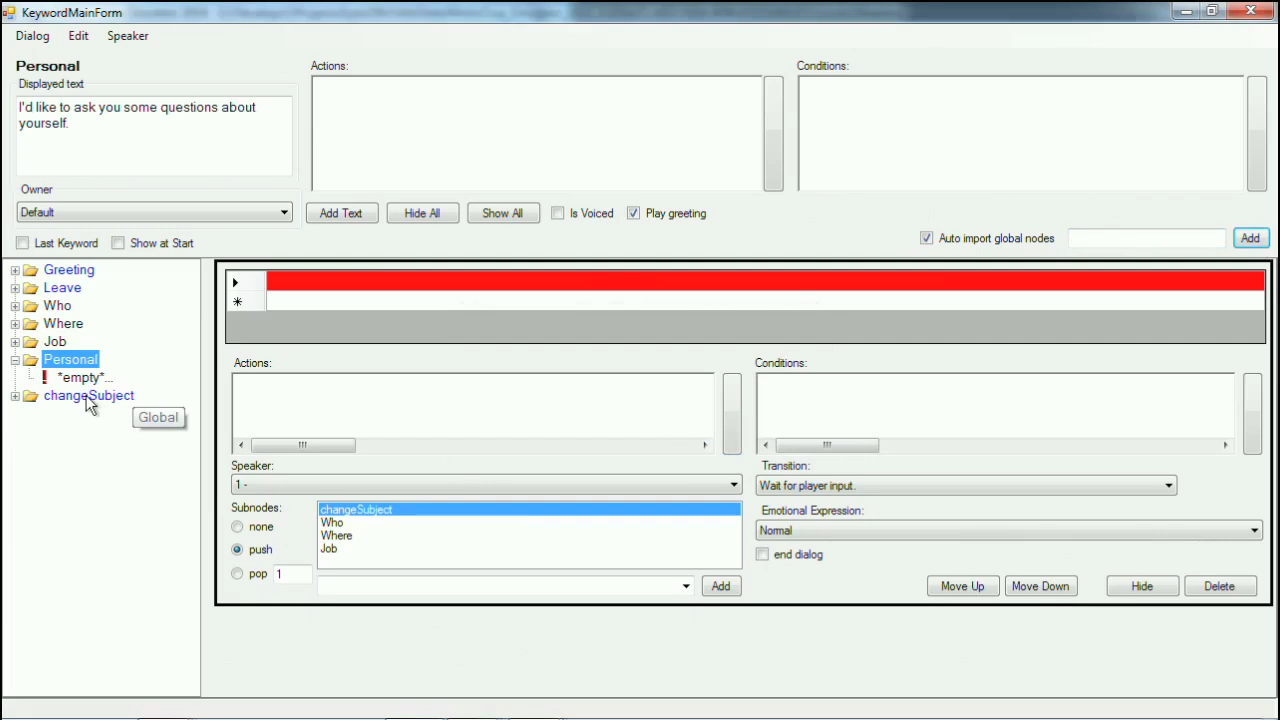 KeywordMainForm
Dialog Edit Speaker
Personal
Displayed text
I'd like to ask you some questions about
yourself.
Owner
Default
Last Keyword Show at Start
Actions:
Conditions:
Add Text Hide All Show All Is Voiced Play greeting
Auto import global nodes Add
Greeting
Leave
Who
Where
Job
Personal
*empty*...
changeSubject
Global
Actions:
Conditions:
Speaker:
1 -
Transition:
Wait for player input.
Subnodes:
none
push
pop 1
changeSubject
Who
Where
Job
Add
Emotional Expression:
Normal
end dialog
Move Up Move Down Hide Delete